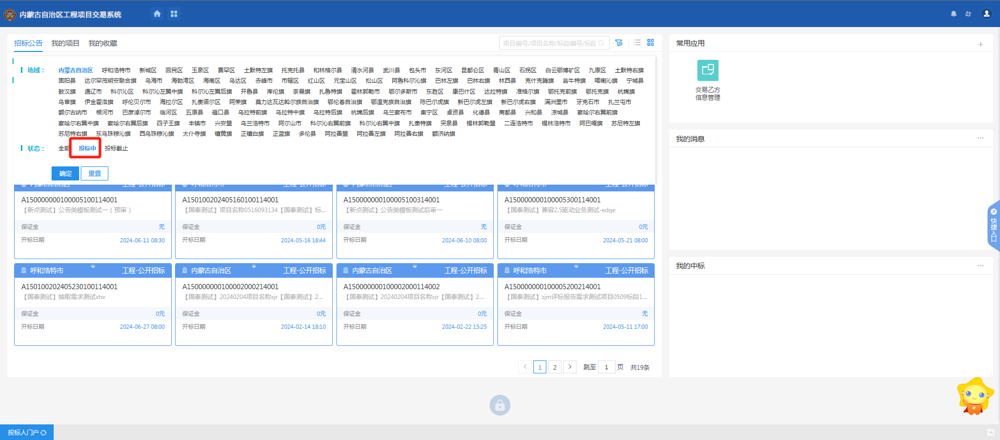 内蒙古自治区工程项目交易系统
招标公告 我的项目 我的收藏
项目编号/项目名称/标段编号/标段
地域： 内蒙古自治区 呼和浩特市 新城区 回民区 玉泉区 赛罕区 土默特左旗 托克托县 和林格尔县 清水河县 武川县 包头市 东河区 昆都仑区 青山区 石拐区 白云鄂博矿区 九原区 土默特右旗
固阳县 达尔罕茂明安联合旗 乌海市 海勃湾区 海南区 乌达区 赤峰市 市辖区 红山区 元宝山区 松山区 阿鲁科尔沁旗 巴林左旗 巴林右旗 林西县 克什克腾旗 翁牛特旗 喀喇沁旗 宁城县
敖汉旗 通辽市 科尔沁区 科尔沁左翼中旗 科尔沁左翼后旗 开鲁县 库伦旗 奈曼旗 扎鲁特旗 霍林郭勒市 鄂尔多斯市 东胜区 康巴什区 达拉特旗 准格尔旗 鄂托克前旗 鄂托克旗 杭锦旗
乌审旗 伊金霍洛旗 呼伦贝尔市 海拉尔区 扎赉诺尔区 阿荣旗 莫力达瓦达斡尔族自治旗 鄂伦春自治旗 鄂温克族自治旗 陈巴尔虎旗 新巴尔虎左旗 新巴尔虎右旗 满洲里市 牙克石市 扎兰屯市
额尔古纳市 根河市 巴彦淖尔市 临河区 五原县 磴口县 乌拉特前旗 乌拉特中旗 乌拉特后旗 杭锦后旗 乌兰察布市 集宁区 卓资县 化德县 商都县 兴和县 凉城县 察哈尔右翼前旗
察哈尔右翼中旗 察哈尔右翼后旗 四子王旗 丰镇市 兴安盟 乌兰浩特市 阿尔山市 科尔沁右翼前旗 科尔沁右翼中旗 扎赉特旗 突泉县 锡林郭勒盟 二连浩特市 锡林浩特市 阿巴嘎旗 苏尼特左旗
苏尼特右旗 东乌珠穆沁旗 西乌珠穆沁旗 太仆寺旗 镶黄旗 正镶白旗 正蓝旗 多伦县 阿拉善盟 阿拉善左旗 阿拉善右旗 额济纳旗
状态： 全部 投标中 投标截止
确定 重置
内蒙古自治区 工程-公开招标 呼和浩特市 工程-公开招标 内蒙古自治区 工程-公开招标 呼和浩特市 工程-公开招标
A150000000100005100114001 A150100202405160100114001 A150000000100005100314001 A150000000100005300114001
【新点测试】公告类模板测试一（预审） 【国泰测试】项目名称0516093134【国泰测试】标... 【新点测试】公告类模板测试后审一 【国泰测试】兼容2.5驱动业务测试-edge
保证金 无 保证金 0元 保证金 无 保证金 0元
开标日期 2024-06-11 08:30 开标日期 2024-05-16 18:44 开标日期 2024-06-10 08:00 开标日期 2024-05-21 08:00
呼和浩特市 工程-公开招标 内蒙古自治区 工程-公开招标 内蒙古自治区 工程-公开招标 呼和浩特市 工程-公开招标
A150100202405230100114001 A150000000100002000214001 A150000000100002000114002 A150000000100005200214001
【国泰测试】抽取需求测试xtw 【国泰测试】20240204项目名称xjr【国泰测试】2... 【国泰测试】20240204项目名称xjr【国泰测试】2... 【国泰测试】zjm评标报告需求测试项目0509标段1...
保证金 0元 保证金 0元 保证金 0元 保证金 无
开标日期 2024-06-27 08:00 开标日期 2024-02-14 18:10 开标日期 2024-02-22 15:25 开标日期 2024-05-11 17:00
1 2 跳至 1 页 共19条
常用应用
交易乙方
信息管理
我的消息
我的中标
快捷入口
投标人门户